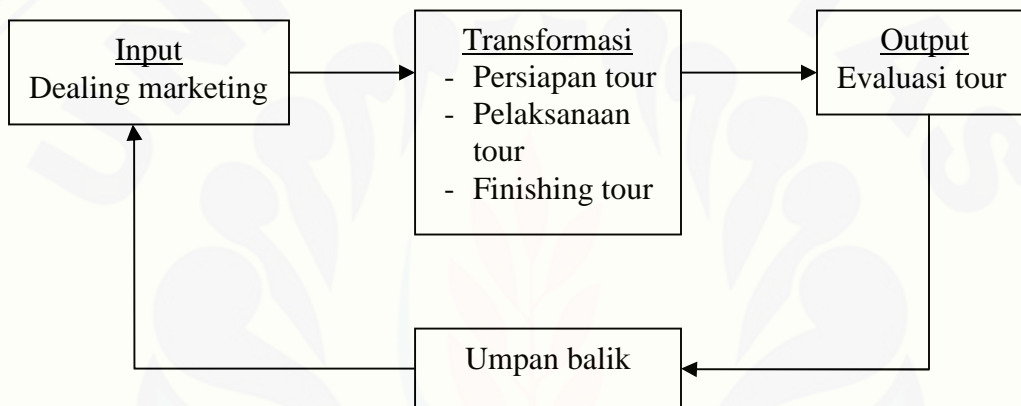 Input
Dealing marketing
Transformasi
- Persiapan tour
- Pelaksanaan
tour
- Finishing tour
Output
Evaluasi tour
Umpan balik